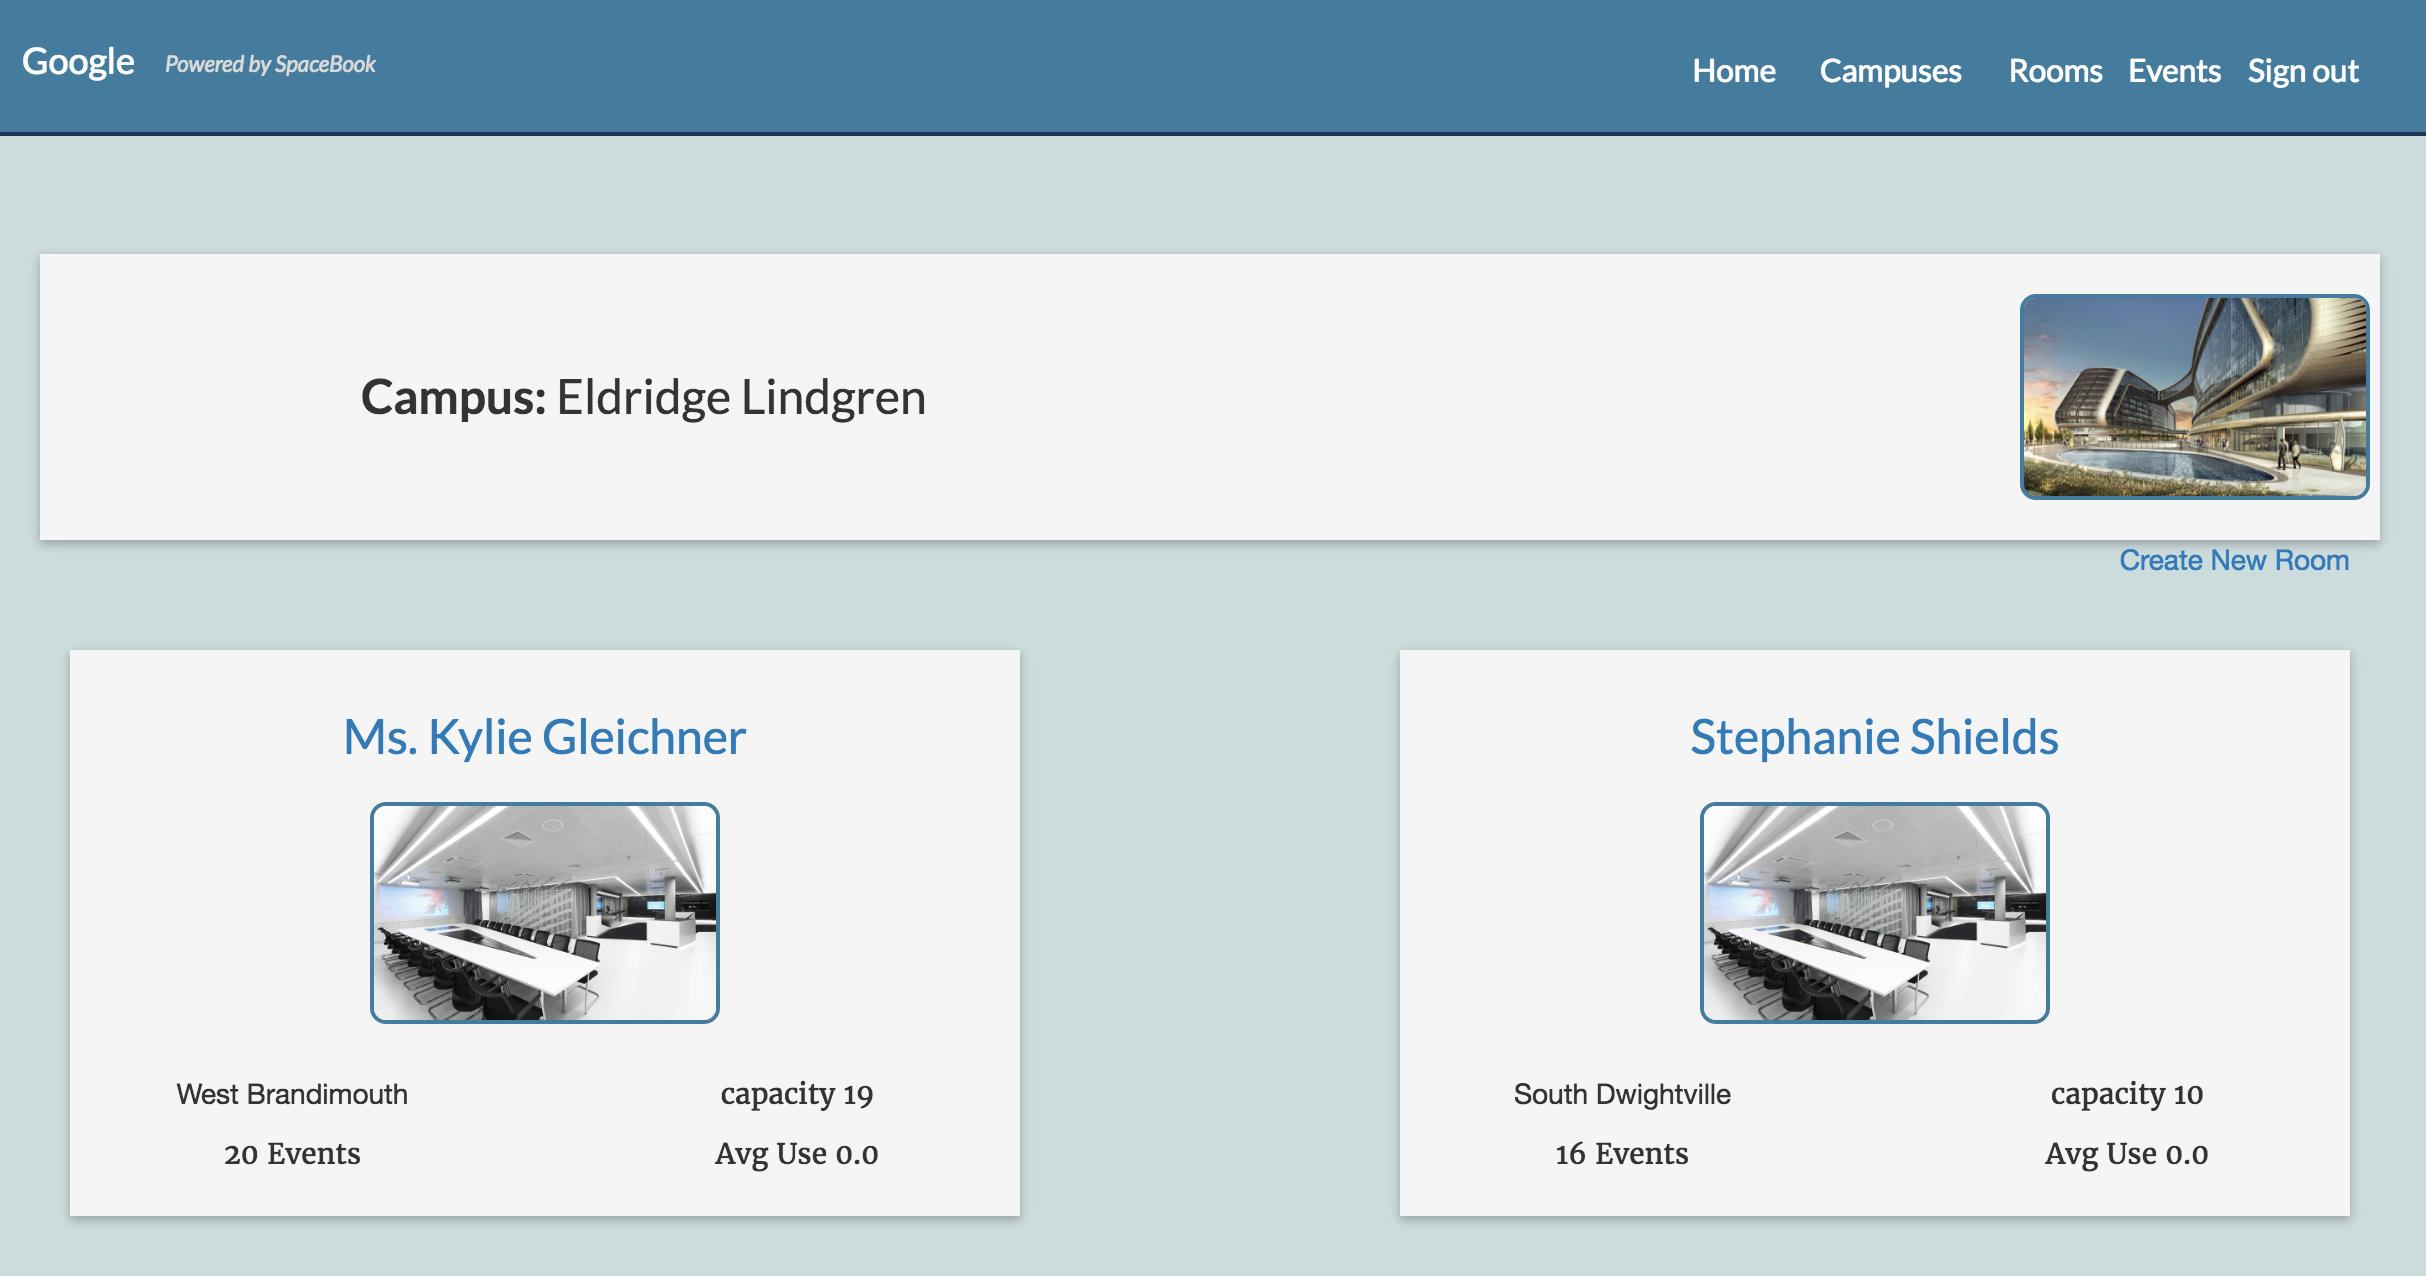 Google Powered by SpaceBook
Home Campuses Rooms Events Sign out
Campus: Eldridge Lindgren
Create New Room
Ms. Kylie Gleichner
West Brandimouth capacity 19
20 Events Avg Use 0.0
Stephanie Shields
South Dwightville capacity 10
16 Events Avg Use 0.0